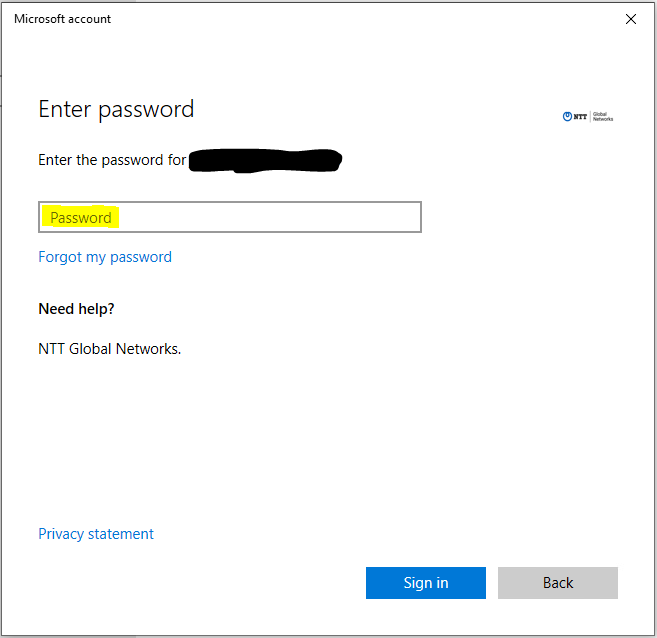 Microsoft account
Enter password
NTT Global
Networks
Enter the password for
Password
Forgot my password
Need help?
NTT Global Networks.
Privacy statement
Sign in Back